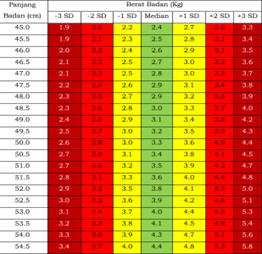 Panjang Badan (cm)
Berat Badan (Kg)
-3 SD -2 SD -1 SD Median +1 SD +2 SD +3 SD
45.0 1.9 2.0 2.2 2.4 2.7 3.0 3.3
45.5 1.9 2.1 2.3 2.5 2.8 3.1 3.4
46.0 2.0 2.2 2.4 2.6 2.9 3.1 3.5
46.5 2.1 2.3 2.5 2.7 3.0 3.2 3.6
47.0 2.1 2.3 2.5 2.8 3.0 3.3 3.7
47.5 2.2 2.4 2.6 2.9 3.1 3.4 3.8
48.0 2.3 2.5 2.7 2.9 3.2 3.6 3.9
48.5 2.3 2.6 2.8 3.0 3.3 3.7 4.0
49.0 2.4 2.6 2.9 3.1 3.4 3.8 4.2
49.5 2.5 2.7 3.0 3.2 3.5 3.9 4.3
50.0 2.6 2.8 3.0 3.3 3.6 4.0 4.4
50.5 2.7 2.9 3.1 3.4 3.8 4.1 4.5
51.0 2.7 3.0 3.2 3.5 3.9 4.2 4.7
51.5 2.8 3.1 3.3 3.6 4.0 4.4 4.8
52.0 2.9 3.2 3.5 3.8 4.1 4.5 5.0
52.5 3.0 3.3 3.6 3.9 4.2 4.6 5.1
53.0 3.1 3.4 3.7 4.0 4.4 4.8 5.3
53.5 3.2 3.5 3.8 4.1 4.5 4.9 5.4
54.0 3.3 3.6 3.9 4.3 4.7 5.1 5.6
54.5 3.4 3.7 4.0 4.4 4.8 5.3 5.8